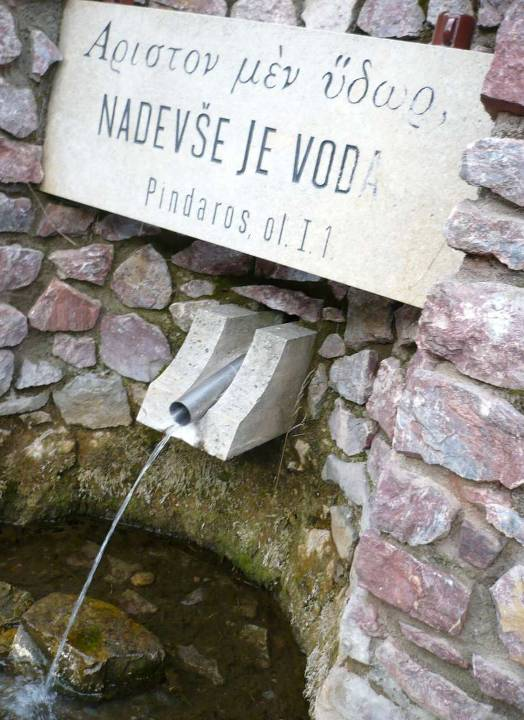 Αριστον μὲν ὕδωρ,
NADEVŠE JE VODA
Pindaros, ol. I. 1